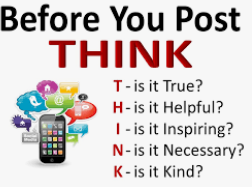 Before You Post
THINK
T - is it True?
H - is it Helpful?
I - is it Inspiring?
N - is it Necessary?
K - is it Kind?